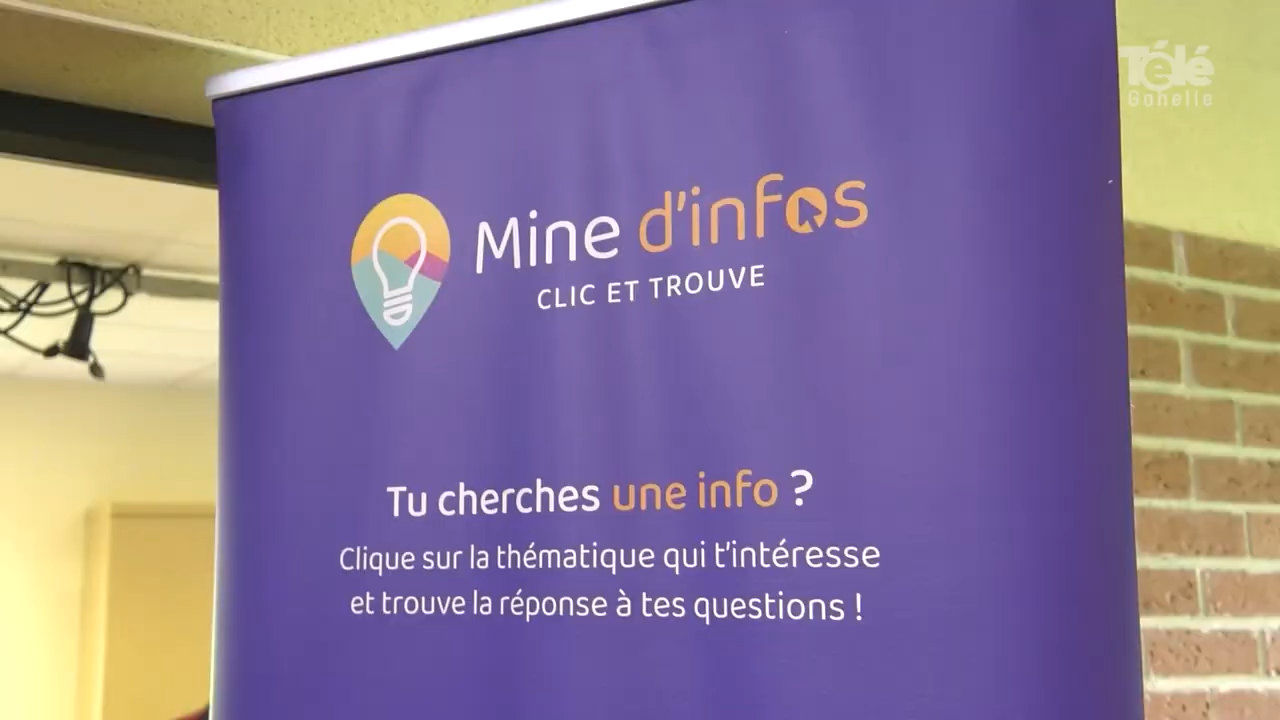 Télé
Gohelle
Mine d'infos
CLIC ET TROUVE
Tu cherches une info ?
Clique sur la thématique qui t'intéresse
et trouve la réponse à tes questions !